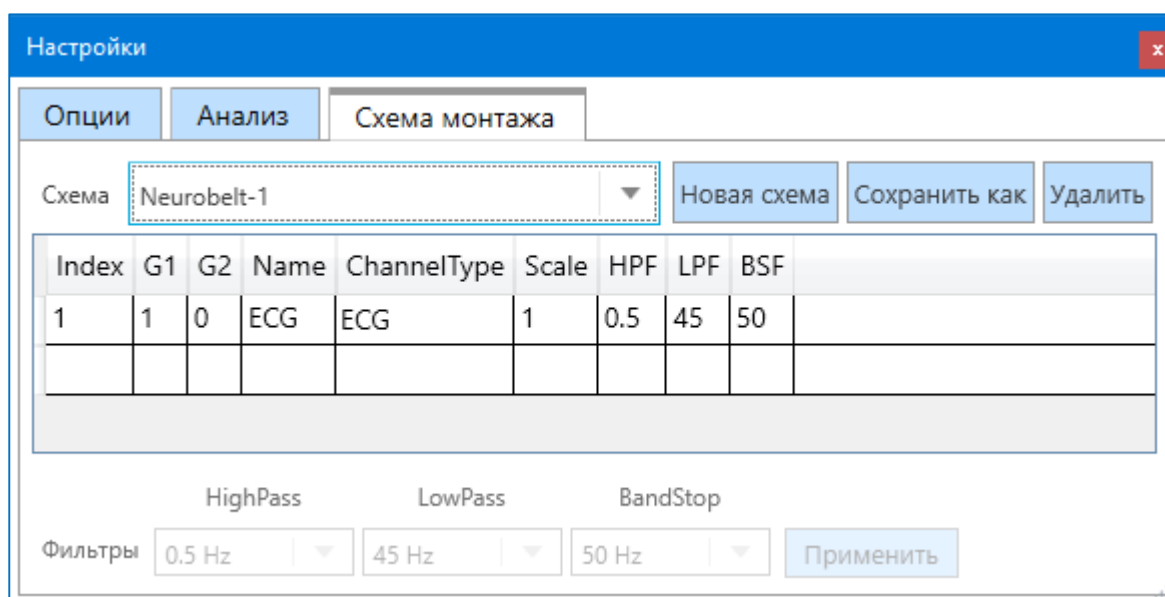 Настройки x
Опции Анализ Схема монтажа
Схема Neurobelt-1 Новая схема Сохранить как Удалить
Index G1 G2 Name ChannelType Scale HPF LPF BSF
1 1 0 ECG ECG 1 0.5 45 50
HighPass LowPass BandStop
Фильтры 0.5 Hz 45 Hz 50 Hz Применить